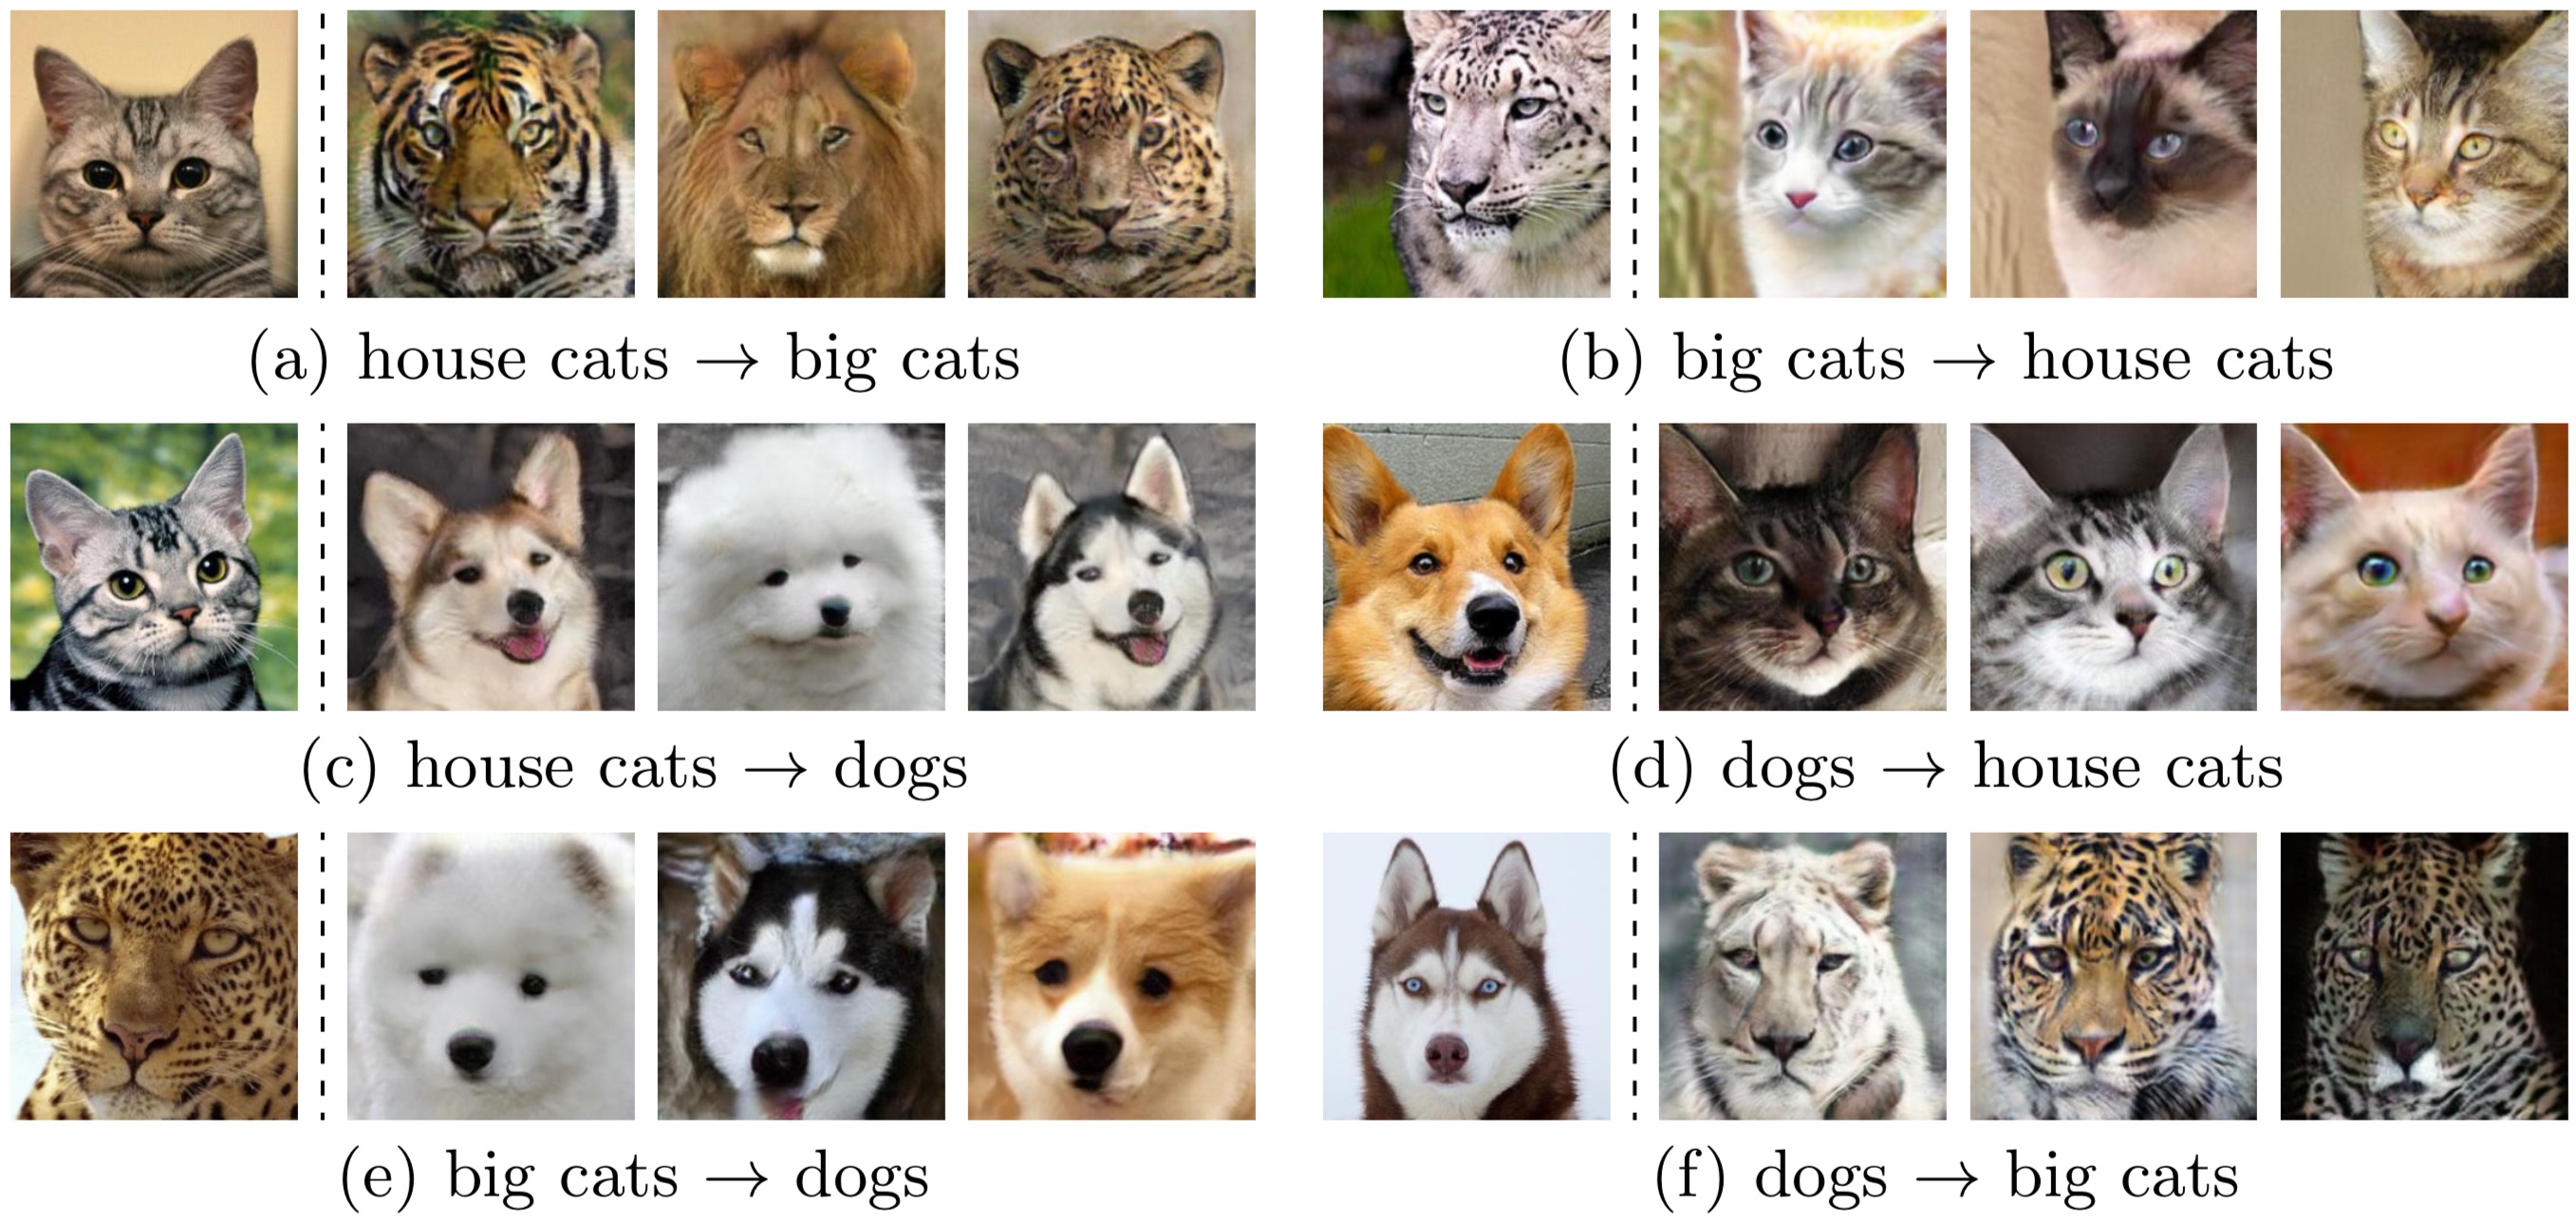 (a) house cats → big cats
(b) big cats → house cats
(c) house cats → dogs
(d) dogs → house cats
(e) big cats → dogs
(f) dogs → big cats